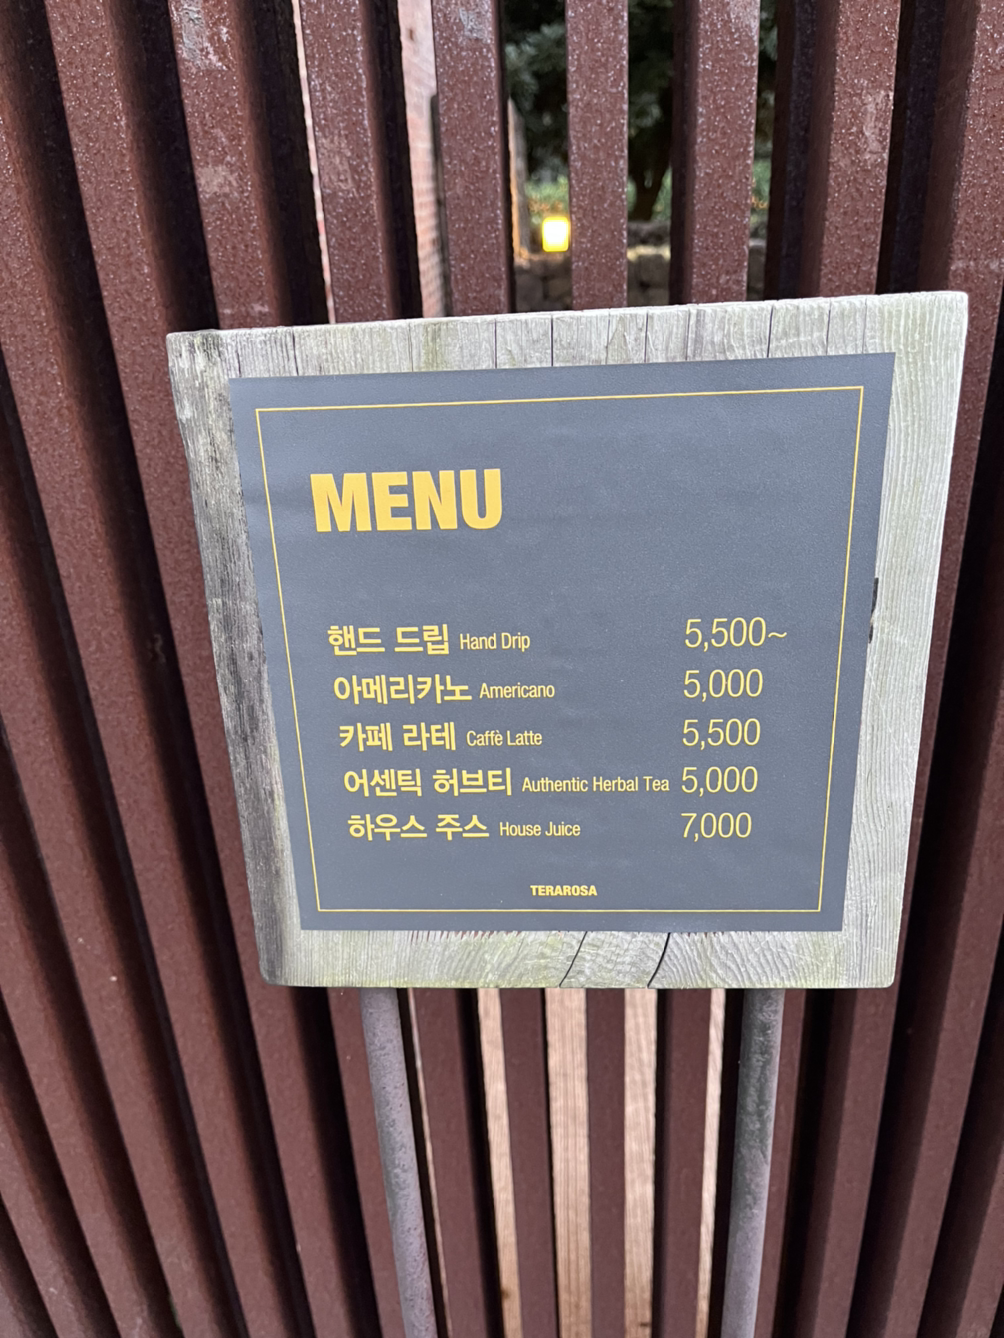 MENU
핸드 드립 Hand Drip 5,500~
아메리카노 Americano 5,000
카페 라테 Caffè Latte 5,500
어센틱 허브티 Authentic Herbal Tea 5,000
하우스 주스 House Juice 7,000
TERAROSA